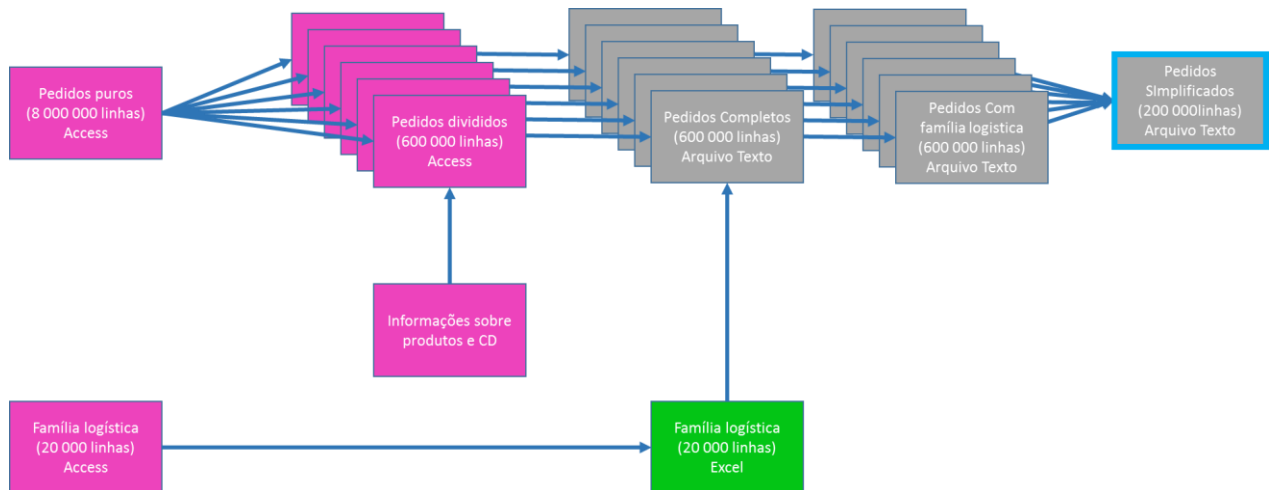 Pedidos puros
(8 000 000 linhas)
Access
Pedidos divididos
(600 000 linhas)
Access
Pedidos Completos
(600 000 linhas)
Arquivo Texto
Pedidos Com
família logistica
(600 000 linhas)
Arquivo Texto
Pedidos
SImplificados
(200 000linhas)
Arquivo Texto
Informações sobre
produtos e CD
Família logística
(20 000 linhas)
Access
Família logística
(20 000 linhas)
Excel